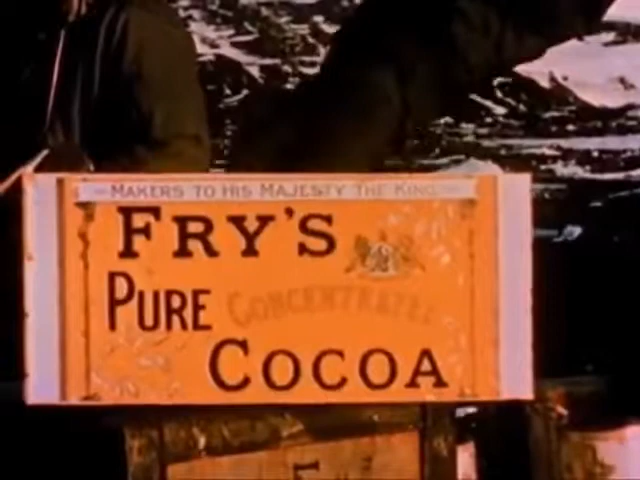 MAKERS TO HIS MAJESTY THE KING
FRY'S
PURE CONCENTRATED
COCOA